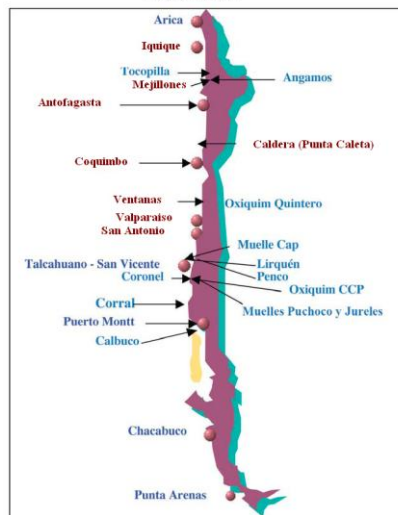 Arica
Iquique
Tocopilla
Mejillones
Angamos
Antofagasta
Caldera (Punta Caleta)
Coquimbo
Ventanas
Oxiquim Quintero
Valparaíso
San Antonio
Muelle Cap
Talcahuano - San Vicente
Lirquén
Penco
Coronel
Oxiquim CCP
Corral
Muelles Puchoco y Jureles
Puerto Montt
Calbuco
Chacabuco
Punta Arenas